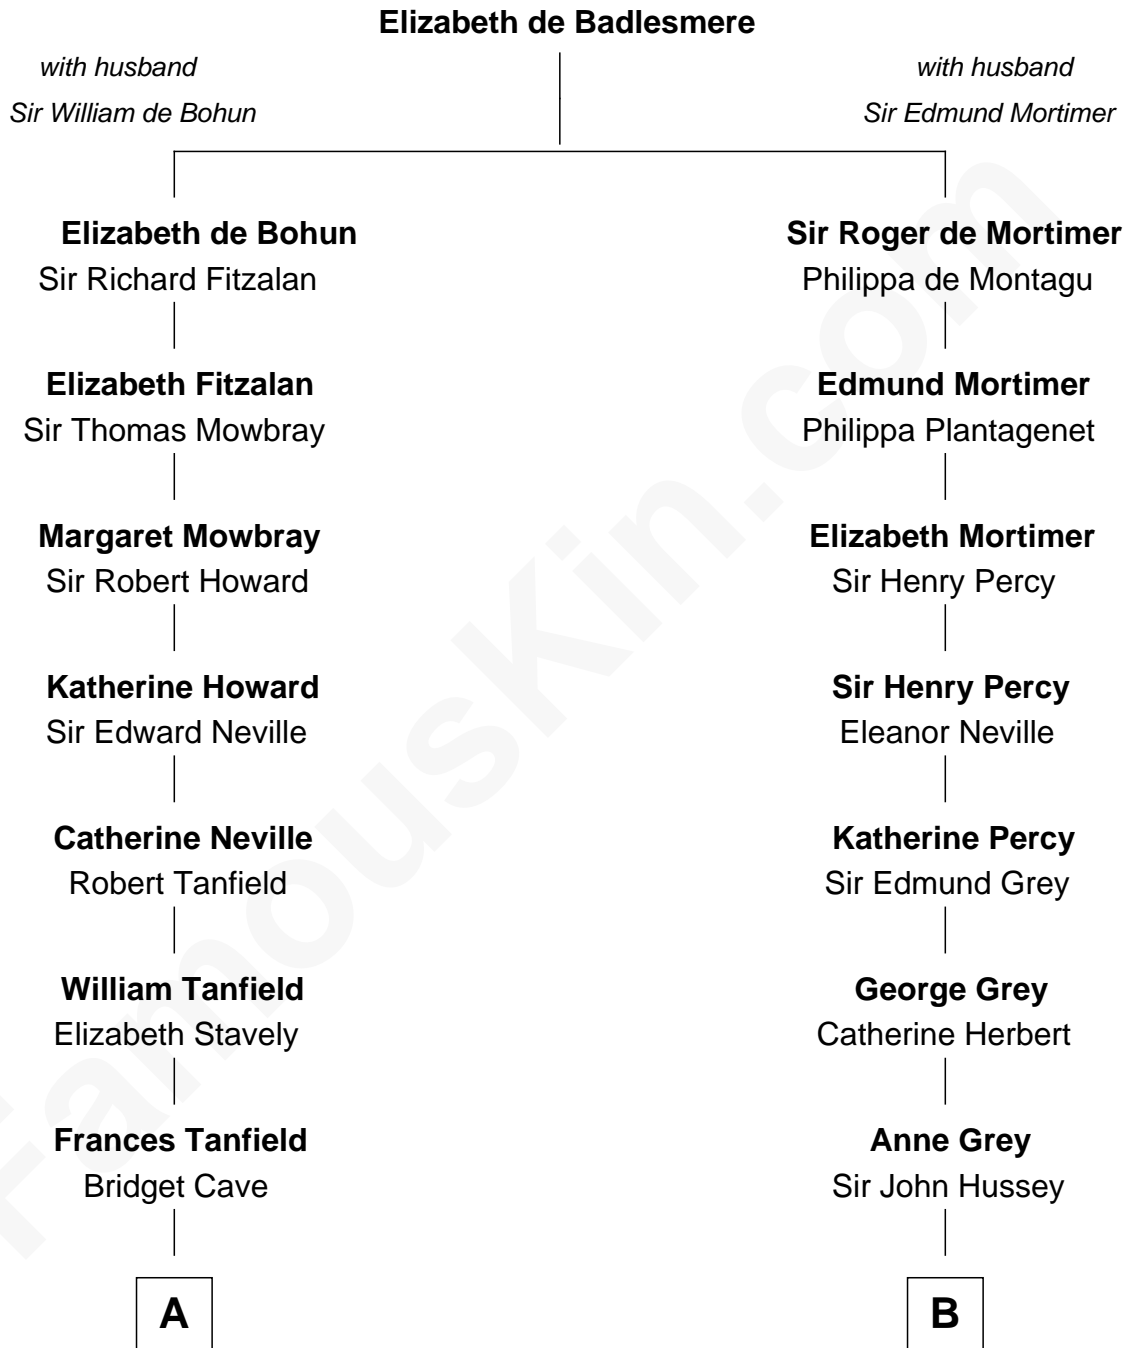 Elizabeth de Badlesmere
with husband
Sir William de Bohun
with husband
Sir Edmund Mortimer
Elizabeth de Bohun
Sir Richard Fitzalan
Sir Roger de Mortimer
Philippa de Montagu
Elizabeth Fitzalan
Sir Thomas Mowbray
Edmund Mortimer
Philippa Plantagenet
Margaret Mowbray
Sir Robert Howard
Elizabeth Mortimer
Sir Henry Percy
Katherine Howard
Sir Edward Neville
Sir Henry Percy
Eleanor Neville
Catherine Neville
Robert Tanfield
Katherine Percy
Sir Edmund Grey
William Tanfield
Elizabeth Stavely
George Grey
Catherine Herbert
Frances Tanfield
Bridget Cave
Anne Grey
Sir John Hussey
A
B
FamousKin.com